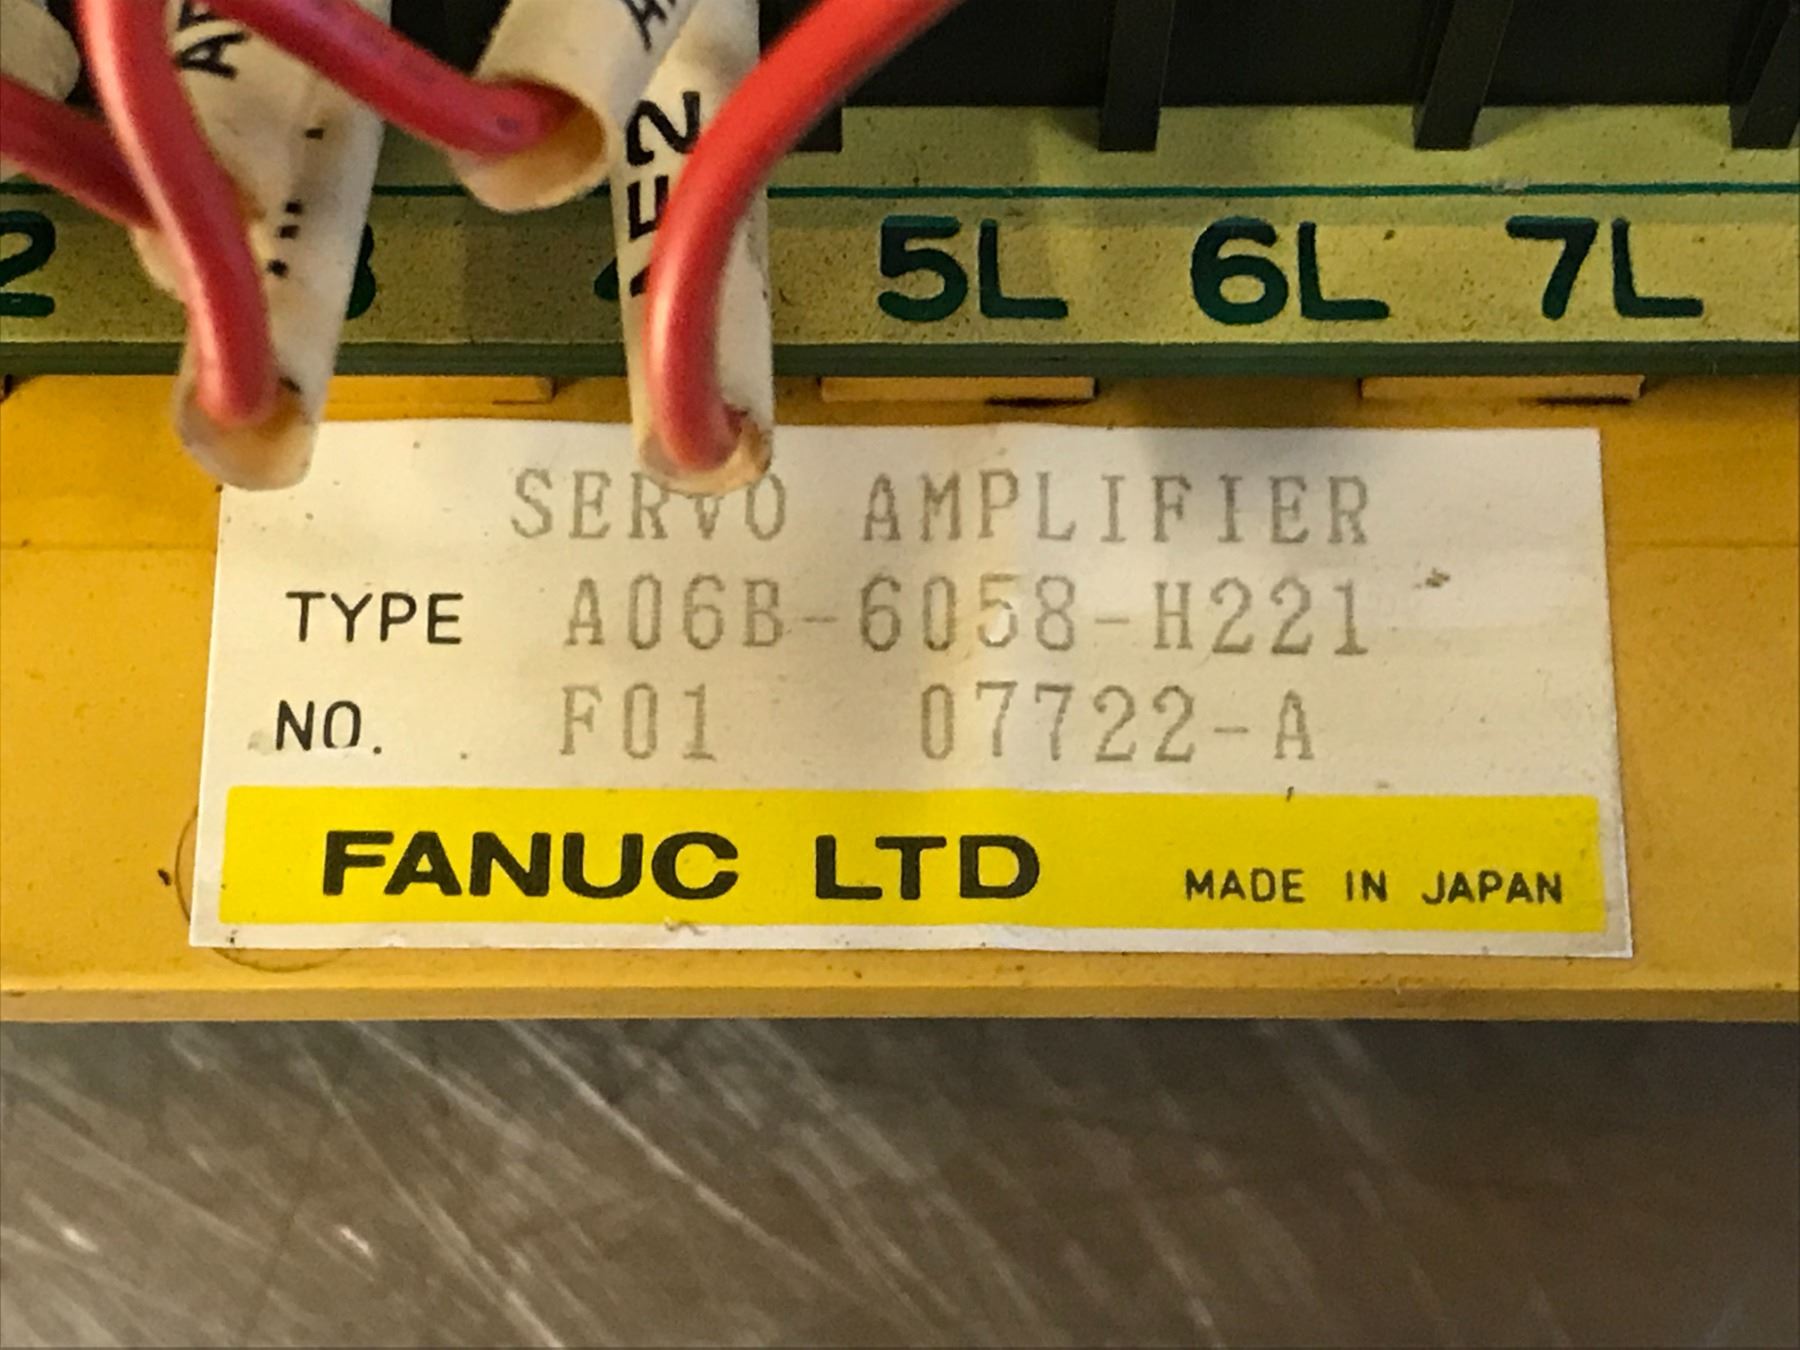 5L 6L 7L
SERVO AMPLIFIER
TYPE A06B-6058-H221
NO. F01 07722-A
FANUC LTD MADE IN JAPAN